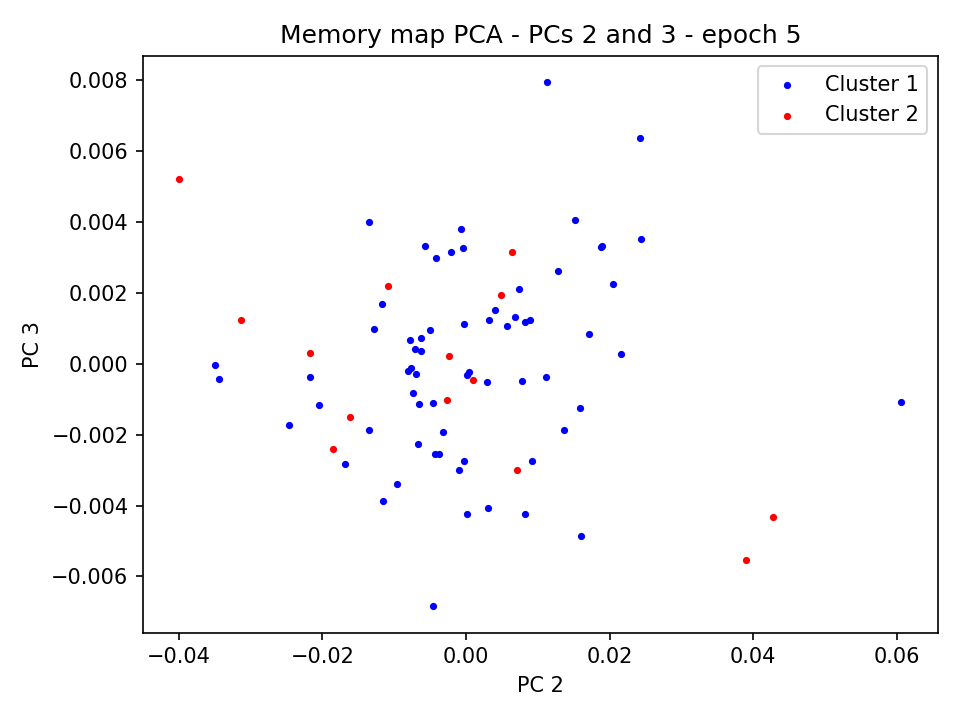 Memory map PCA - PCs 2 and 3 - epoch 5
Cluster 1
Cluster 2
PC 3
0.008
0.006
0.004
0.002
0.000
−0.002
−0.004
−0.006
−0.04
−0.02
0.00
0.02
0.04
0.06
PC 2